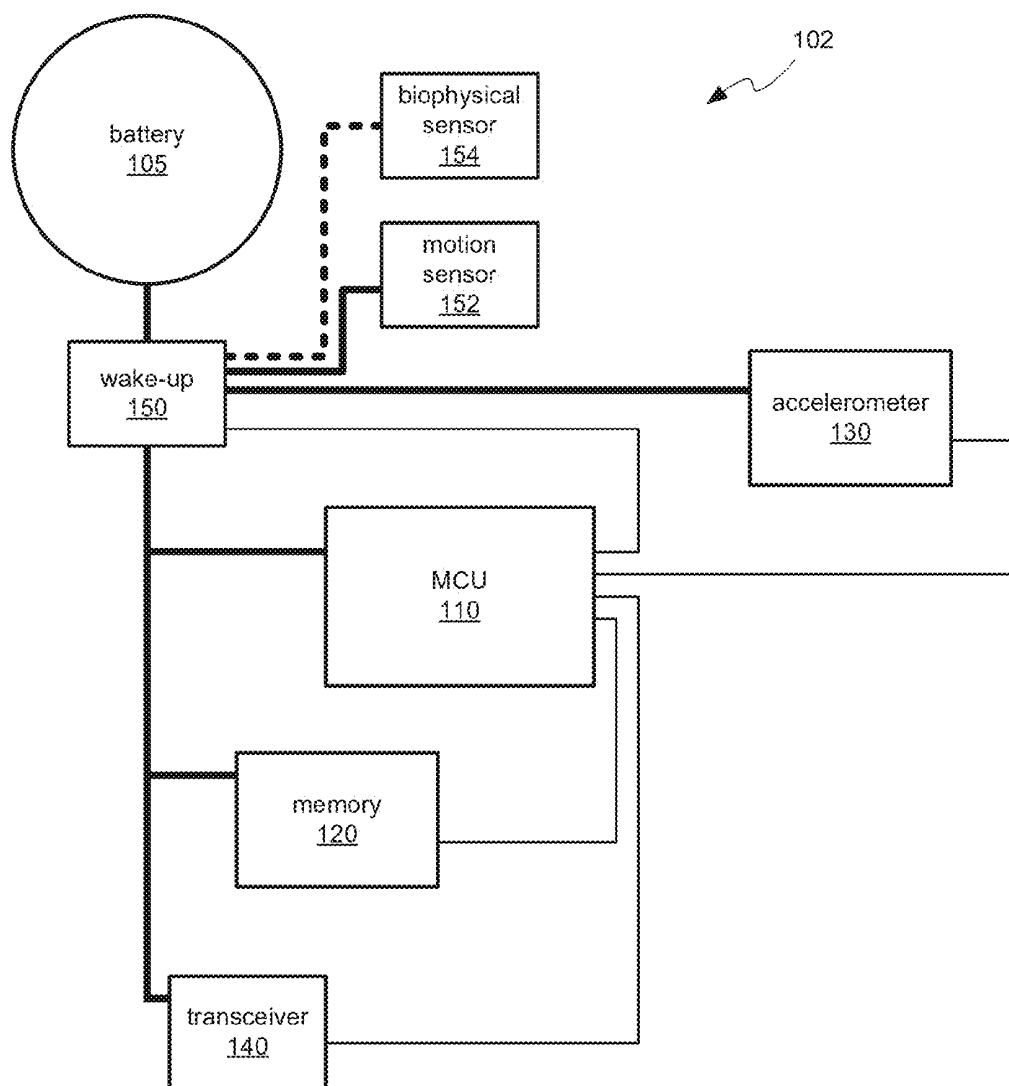 102
biophysical
sensor
154
battery
105
motion
sensor
152
wake-up
150
accelerometer
130
MCU
110
memory
120
transceiver
140